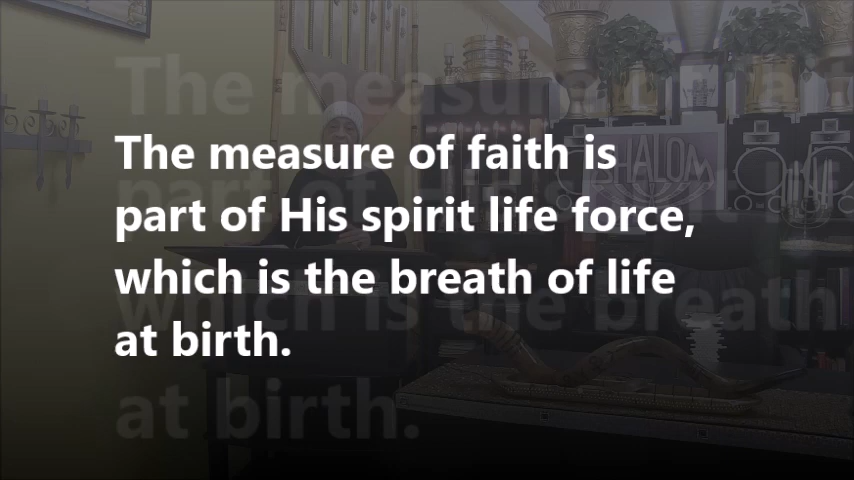 The measure of faith is
part of His spirit life force,
which is the breath of life
at birth.
SHALOM